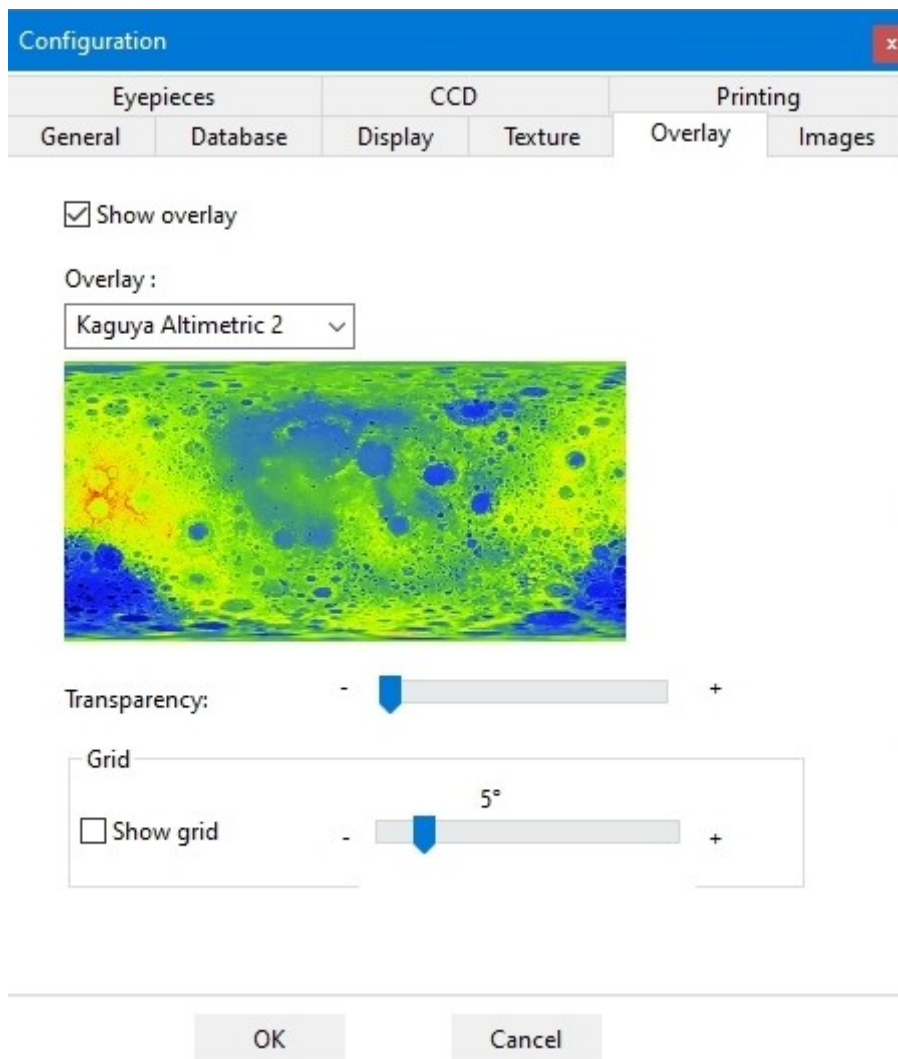 Configuration
x
Eyepieces CCD Printing
General Database Display Texture Overlay Images
Show overlay
Overlay :
Kaguya Altimetric 2
Transparency: - +
Grid
5°
Show grid - +
OK Cancel